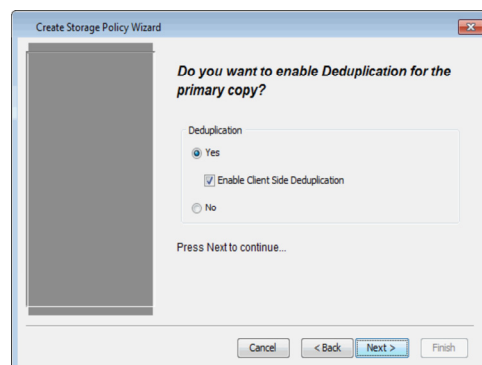 Create Storage Policy Wizard
Do you want to enable Deduplication for the
primary copy?
Deduplication
Yes
Enable Client Side Deduplication
No
Press Next to continue...
Cancel
< Back
Next >
Finish